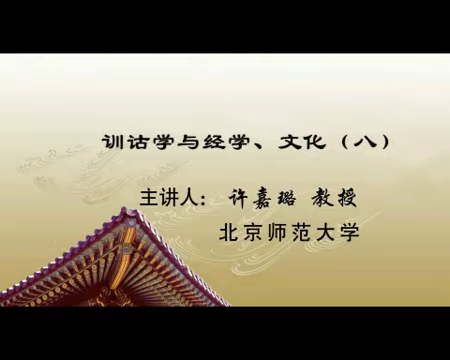 训诂学与经学、文化（八）
主讲人： 许嘉璐 教授
北京师范大学